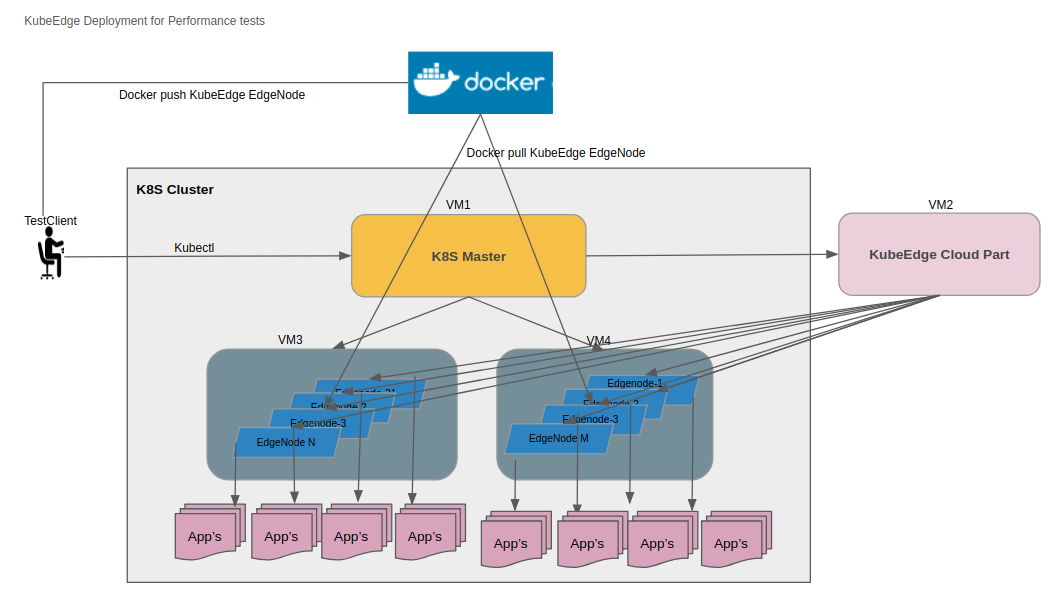 KubeEdge Deployment for Performance tests
docker
Docker push KubeEdge EdgeNode
Docker pull KubeEdge EdgeNode
K8S Cluster
TestClient
Kubectl
VM1
K8S Master
VM2
KubeEdge Cloud Part
VM3
VM4
Edgenode-2
Edgenode-3
EdgeNode N
Edgenode-1
Edgenode-2
Edgenode-3
EdgeNode M
App's
App's
App's
App's
App's
App's
App's
App's